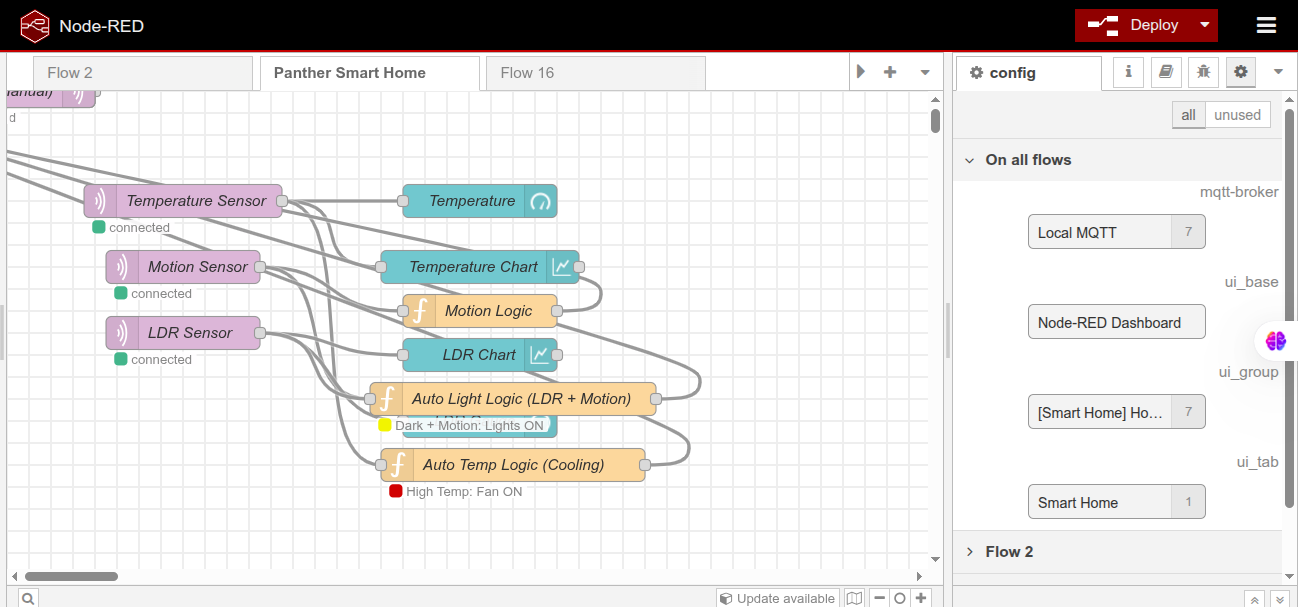 Node-RED
Deploy
Flow 2
Panther Smart Home
Flow 16
config
all
unused
On all flows
mqtt-broker
Local MQTT 7
ui_base
Node-RED Dashboard
ui_group
[Smart Home] Ho... 7
ui_tab
Smart Home 1
Flow 2
d
Temperature Sensor
connected
Temperature
Motion Sensor
connected
Temperature Chart
Motion Logic
LDR Sensor
connected
LDR Chart
Auto Light Logic (LDR + Motion)
Dark + Motion: Lights ON
Auto Temp Logic (Cooling)
High Temp: Fan ON
Update available